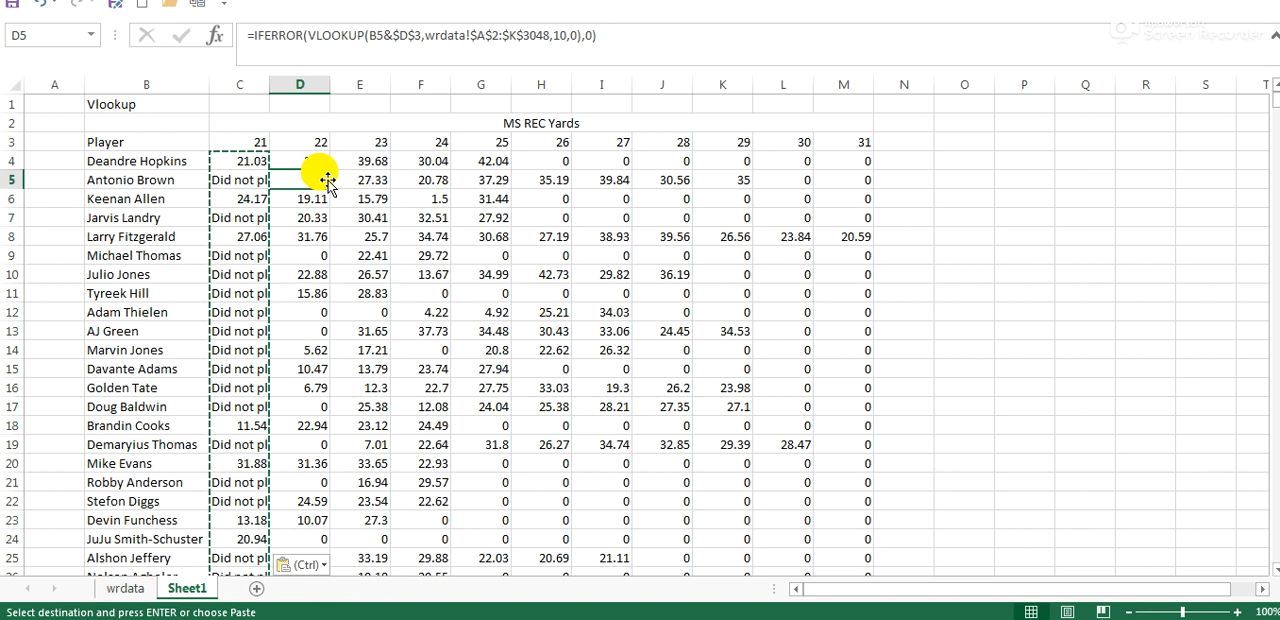 D5 fx =IFERROR(VLOOKUP(B5&$D$3,wrdata!$A$2:$K$3048,10,0),0)
Screen Recorder
A B C D E F G H I J K L M N O P Q R S T
1 Vlookup
2 MS REC Yards
3 Player 21 22 23 24 25 26 27 28 29 30 31
4 Deandre Hopkins 21.03 39.68 30.04 42.04 0 0 0 0 0 0
5 Antonio Brown Did not pl 27.33 20.78 37.29 35.19 39.84 30.56 35 0 0
6 Keenan Allen 24.17 19.11 15.79 1.5 31.44 0 0 0 0 0 0
7 Jarvis Landry Did not pl 20.33 30.41 32.51 27.92 0 0 0 0 0 0
8 Larry Fitzgerald 27.06 31.76 25.7 34.74 30.68 27.19 38.93 39.56 26.56 23.84 20.59
9 Michael Thomas Did not pl 0 22.41 29.72 0 0 0 0 0 0 0
10 Julio Jones Did not pl 22.88 26.57 13.67 34.99 42.73 29.82 36.19 0 0 0
11 Tyreek Hill Did not pl 15.86 28.83 0 0 0 0 0 0 0 0
12 Adam Thielen Did not pl 0 0 4.22 4.92 25.21 34.03 0 0 0 0
13 AJ Green Did not pl 0 31.65 37.73 34.48 30.43 33.06 24.45 34.53 0 0
14 Marvin Jones Did not pl 5.62 17.21 0 20.8 22.62 26.32 0 0 0 0
15 Davante Adams Did not pl 10.47 13.79 23.74 27.94 0 0 0 0 0 0
16 Golden Tate Did not pl 6.79 12.3 22.7 27.75 33.03 19.3 26.2 23.98 0 0
17 Doug Baldwin Did not pl 0 25.38 12.08 24.04 25.38 28.21 27.35 27.1 0 0
18 Brandin Cooks 11.54 22.94 23.12 24.49 0 0 0 0 0 0 0
19 Demaryius Thomas Did not pl 0 7.01 22.64 31.8 26.27 34.74 32.85 29.39 28.47 0
20 Mike Evans 31.88 31.36 33.65 22.93 0 0 0 0 0 0 0
21 Robby Anderson Did not pl 0 16.94 29.57 0 0 0 0 0 0 0
22 Stefon Diggs Did not pl 24.59 23.54 22.62 0 0 0 0 0 0 0
23 Devin Funchess 13.18 10.07 27.3 0 0 0 0 0 0 0 0
24 JuJu Smith-Schuster 20.94 0 0 0 0 0 0 0 0 0 0
25 Alshon Jeffery Did not pl (Ctrl) 33.19 29.88 22.03 20.69 21.11 0 0 0 0
wrdata Sheet1
Select destination and press ENTER or choose Paste 100%